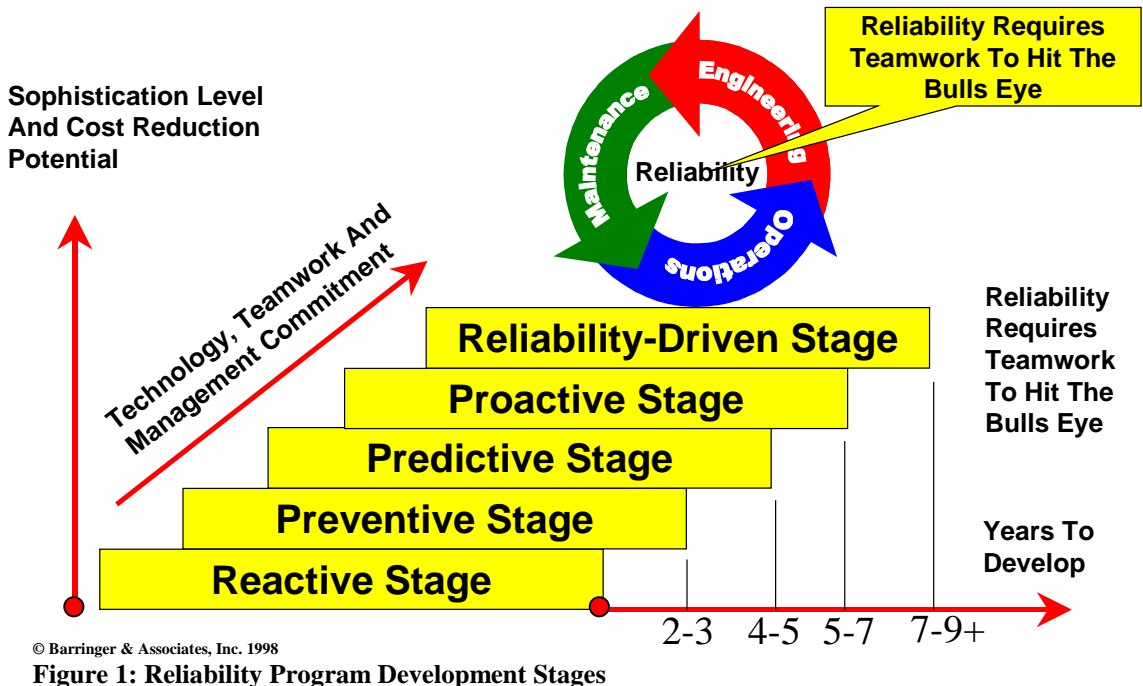 Reliability Requires
Teamwork To Hit The
Bulls Eye
Sophistication Level
And Cost Reduction
Potential
Engineering
Maintenance
Reliability
Operations
Technology, Teamwork And
Management Commitment
Reliability
Requires
Teamwork
To Hit The
Bulls Eye
Reliability-Driven Stage
Proactive Stage
Predictive Stage
Preventive Stage
Reactive Stage
Years To
Develop
2-3
4-5
5-7
7-9+
© Barringer & Associates, Inc. 1998
Figure 1: Reliability Program Development Stages